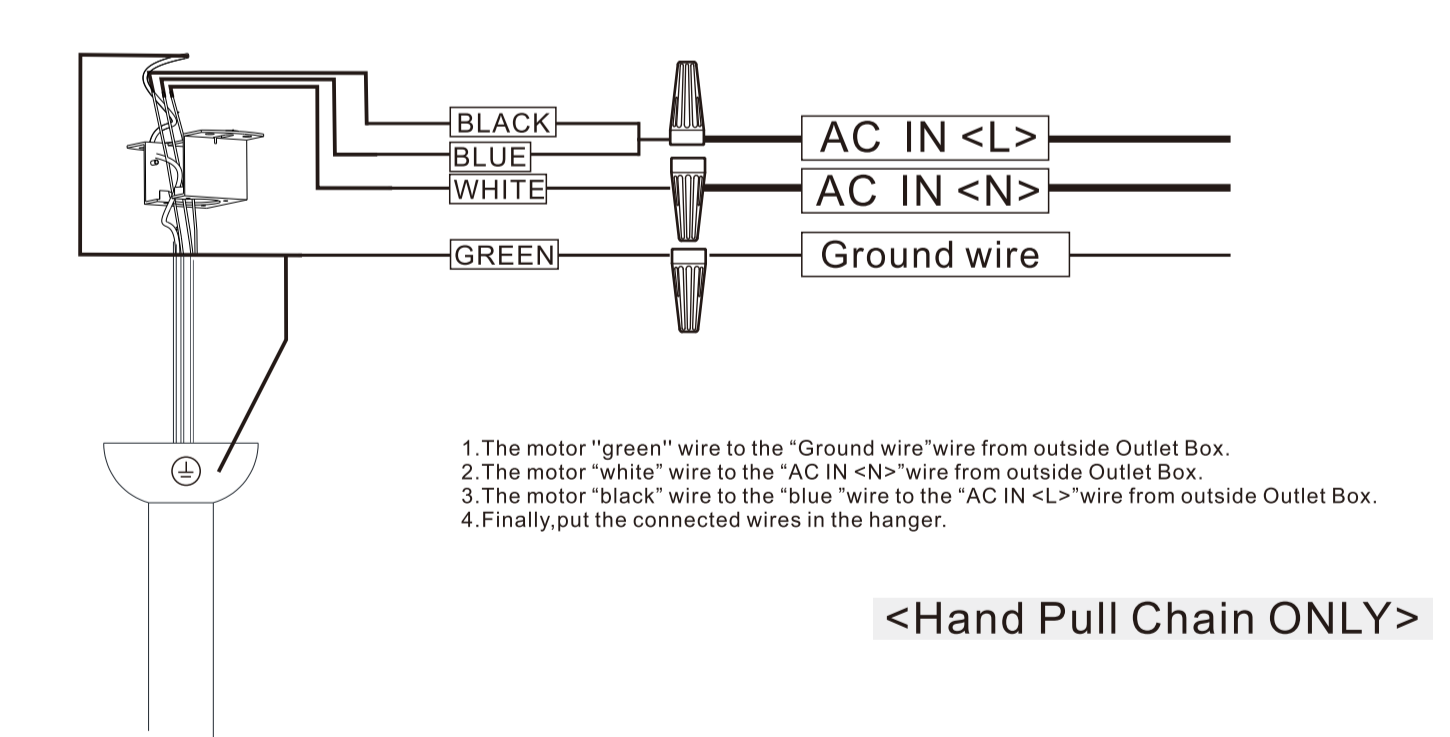 BLACK
BLUE
WHITE
GREEN
AC IN <L>
AC IN <N>
Ground wire
1.The motor "green" wire to the “Ground wire”wire from outside Outlet Box.
2.The motor “white” wire to the “AC IN <N>”wire from outside Outlet Box.
3.The motor “black” wire to the “blue ”wire to the “AC IN <L>”wire from outside Outlet Box.
4.Finally,put the connected wires in the hanger.
<Hand Pull Chain ONLY>